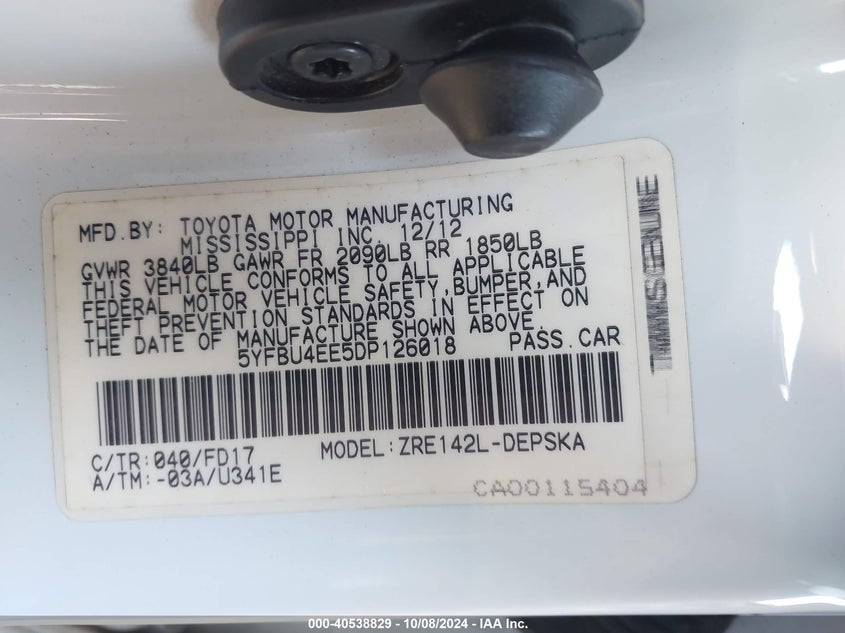 MFD.BY: TOYOTA MOTOR MANUFACTURING
MISSISSIPPI INC. 12/12
GVWR 3840LB GAWR FR 2090LB RR 1850LB
THIS VEHICLE CONFORMS TO ALL APPLICABLE
FEDERAL MOTOR VEHICLE SAFETY,BUMPER,AND
THEFT PREVENTION STANDARDS IN EFFECT ON
THE DATE OF MANUFACTURE SHOWN ABOVE.
5YFBU4EE5DP126018 PASS.CAR
C/TR:040/FD17 MODEL:ZRE142L-DEPSKA
A/TM:-03A/U341E
CA00115404
000-40538829 - 10/08/2024 - IAA Inc.